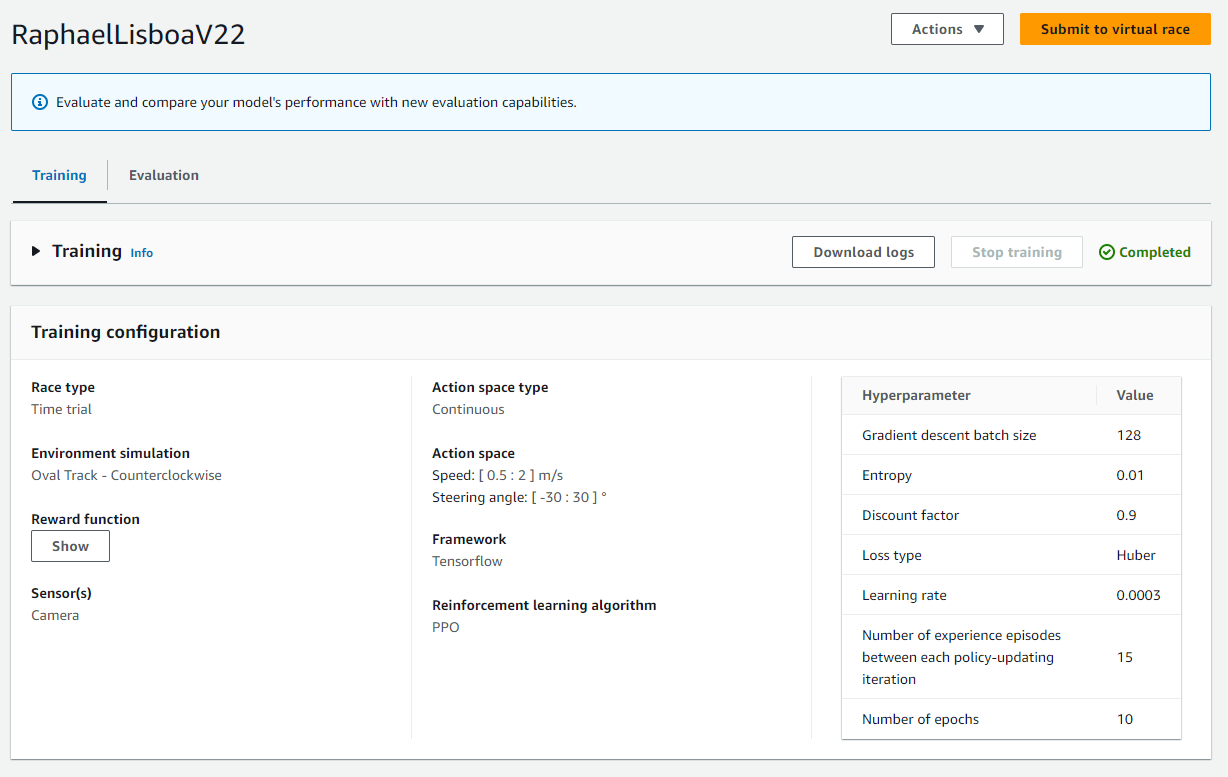 RaphaelLisboaV22
Actions
Submit to virtual race
Evaluate and compare your model's performance with new evaluation capabilities.
Training
Evaluation
Training Info
Download logs
Stop training
Completed
Training configuration
Race type
Time trial
Environment simulation
Oval Track - Counterclockwise
Reward function
Show
Sensor(s)
Camera
Action space type
Continuous
Action space
Speed: [ 0.5 : 2 ] m/s
Steering angle: [ -30 : 30 ] °
Framework
Tensorflow
Reinforcement learning algorithm
PPO
Hyperparameter Value
Gradient descent batch size 128
Entropy 0.01
Discount factor 0.9
Loss type Huber
Learning rate 0.0003
Number of experience episodes
between each policy-updating 15
iteration
Number of epochs 10